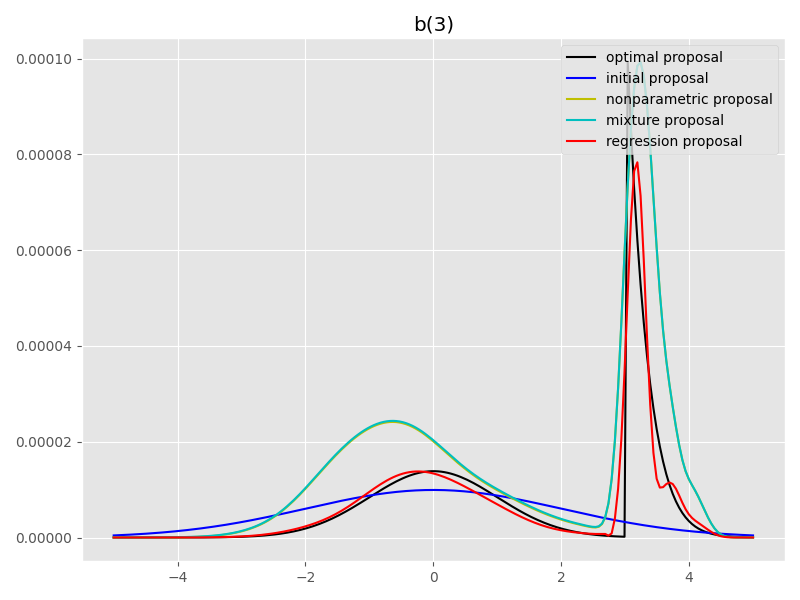 b(3)
optimal proposal
initial proposal
nonparametric proposal
mixture proposal
regression proposal
0.00010
0.00008
0.00006
0.00004
0.00002
0.00000
−4
−2
0
2
4